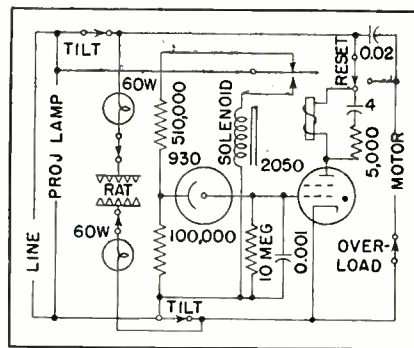 TILT
RESET
0.02
60W
LINE
PROJ LAMP
RAT
60W
510,000
SOLENOID
4
5,000
MOTOR
930
2050
100,000
10 MEG
0.001
OVER-
LOAD
TILT